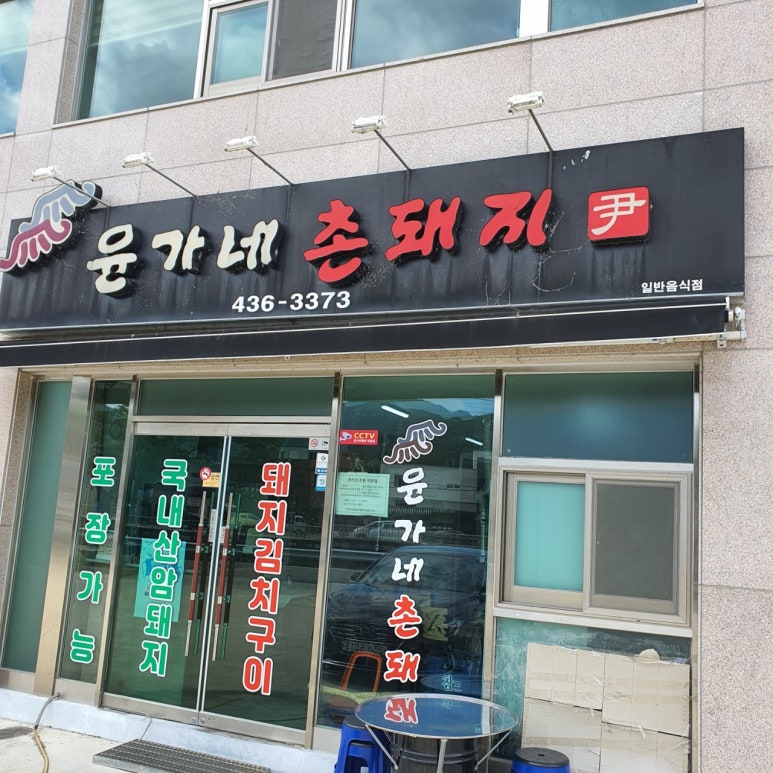 윤가네 촌돼지 尹
436-3373
일반음식점
포장가능
국내산암돼지
돼지김치구이
CCTV
윤가네촌돼지